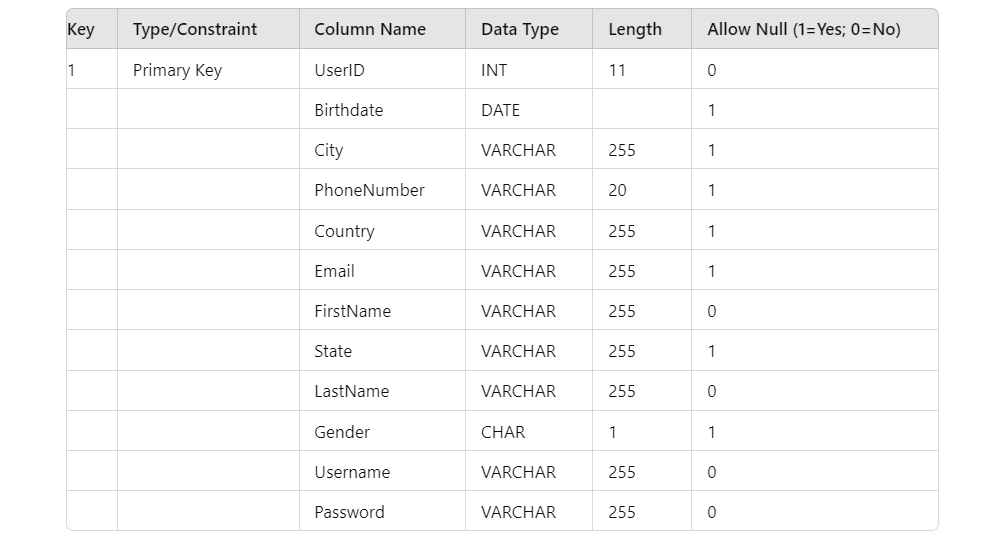 Key Type/Constraint Column Name Data Type Length Allow Null (1=Yes; 0=No)
1 Primary Key UserID INT 11 0
Birthdate DATE 1
City VARCHAR 255 1
PhoneNumber VARCHAR 20 1
Country VARCHAR 255 1
Email VARCHAR 255 1
FirstName VARCHAR 255 0
State VARCHAR 255 1
LastName VARCHAR 255 0
Gender CHAR 1 1
Username VARCHAR 255 0
Password VARCHAR 255 0